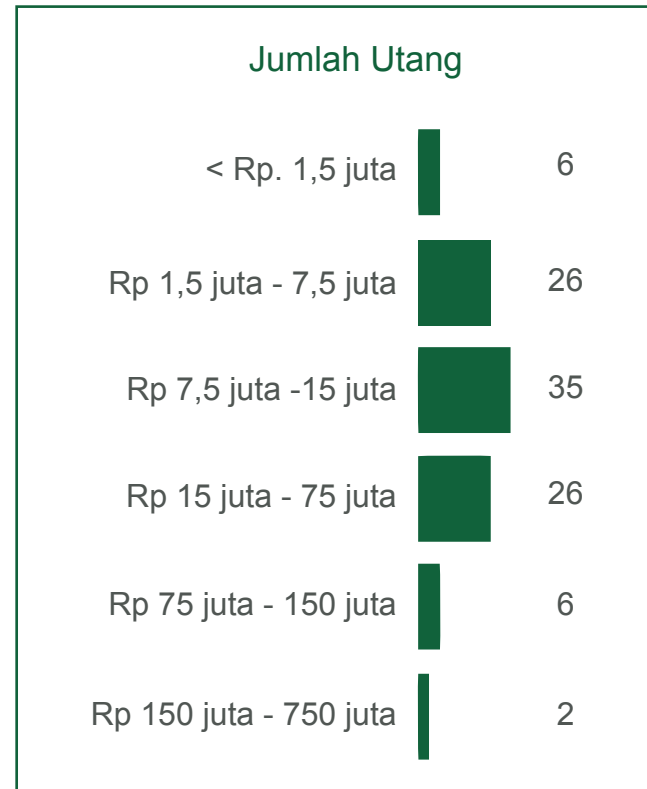 Jumlah Utang
< Rp. 1,5 juta 6
Rp 1,5 juta - 7,5 juta 26
Rp 7,5 juta -15 juta 35
Rp 15 juta - 75 juta 26
Rp 75 juta - 150 juta 6
Rp 150 juta - 750 juta 2